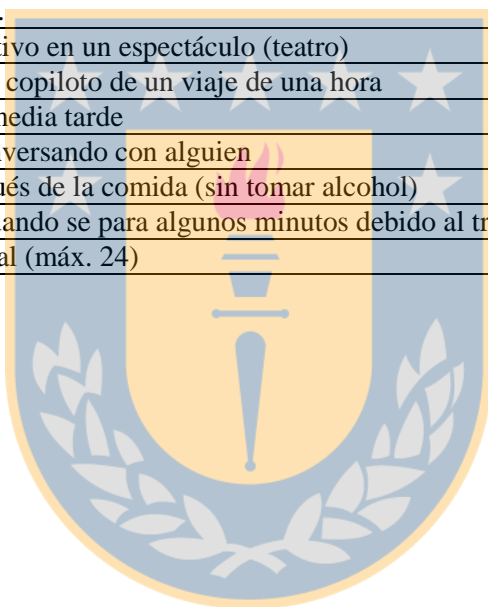 .
tivo en un espectáculo (teatro)
copiloto de un viaje de una hora
media tarde
versando con alguien
ués de la comida (sin tomar alcohol)
ando se para algunos minutos debido al tr
al (máx. 24)